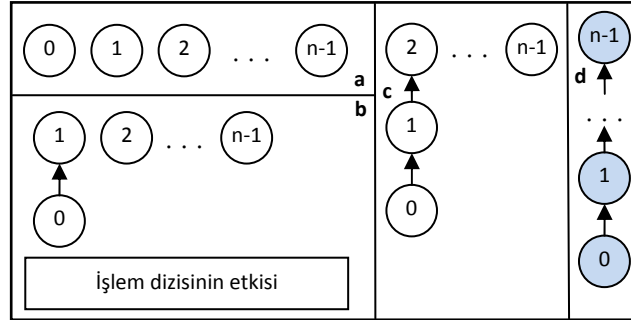 0 1 2 . . . n-1
a
b
1 2 . . . n-1
0
İşlem dizisinin etkisi
2 . . . n-1
c
1
0
n-1
d
. . .
1
0